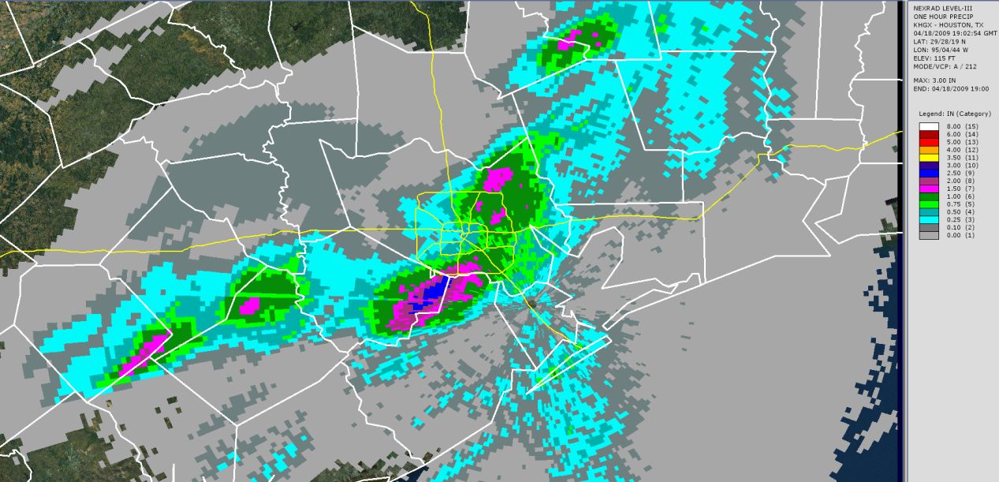 NEXRAD LEVEL-III
ONE HOUR PRECIP
KHGX - HOUSTON, TX
04/18/2009 19:02:54 GMT
LAT: 29/28/19 N
LON: 95/04/44 W
ELEV: 115 FT
MODE/VCP: A / 212
MAX: 3.00 IN
END: 04/18/2009 19:00
Legend: IN (Category)
8.00 (15)
6.00 (14)
5.00 (13)
4.00 (12)
3.50 (11)
3.00 (10)
2.50 (9)
2.00 (8)
1.50 (7)
1.00 (6)
0.75 (5)
0.50 (4)
0.25 (3)
0.10 (2)
0.00 (1)